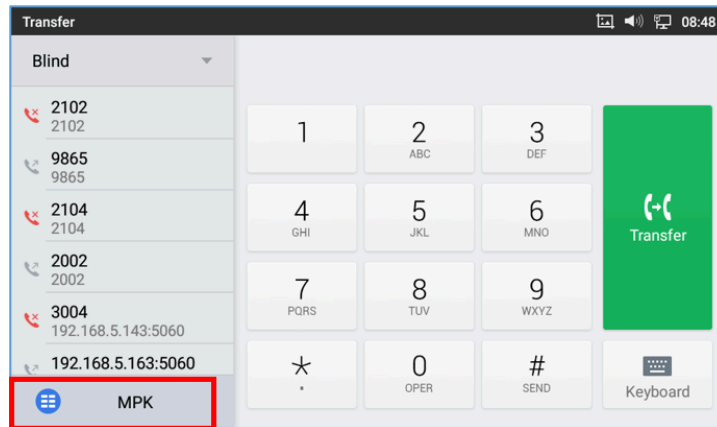 Transfer
08:48
Blind
2102
2102
9865
9865
2104
2104
2002
2002
3004
192.168.5.143:5060
192.168.5.163:5060
MPK
1
2
ABC
3
DEF
4
GHI
5
JKL
6
MNO
7
PQRS
8
TUV
9
WXYZ
*
.
0
OPER
#
SEND
Transfer
Keyboard